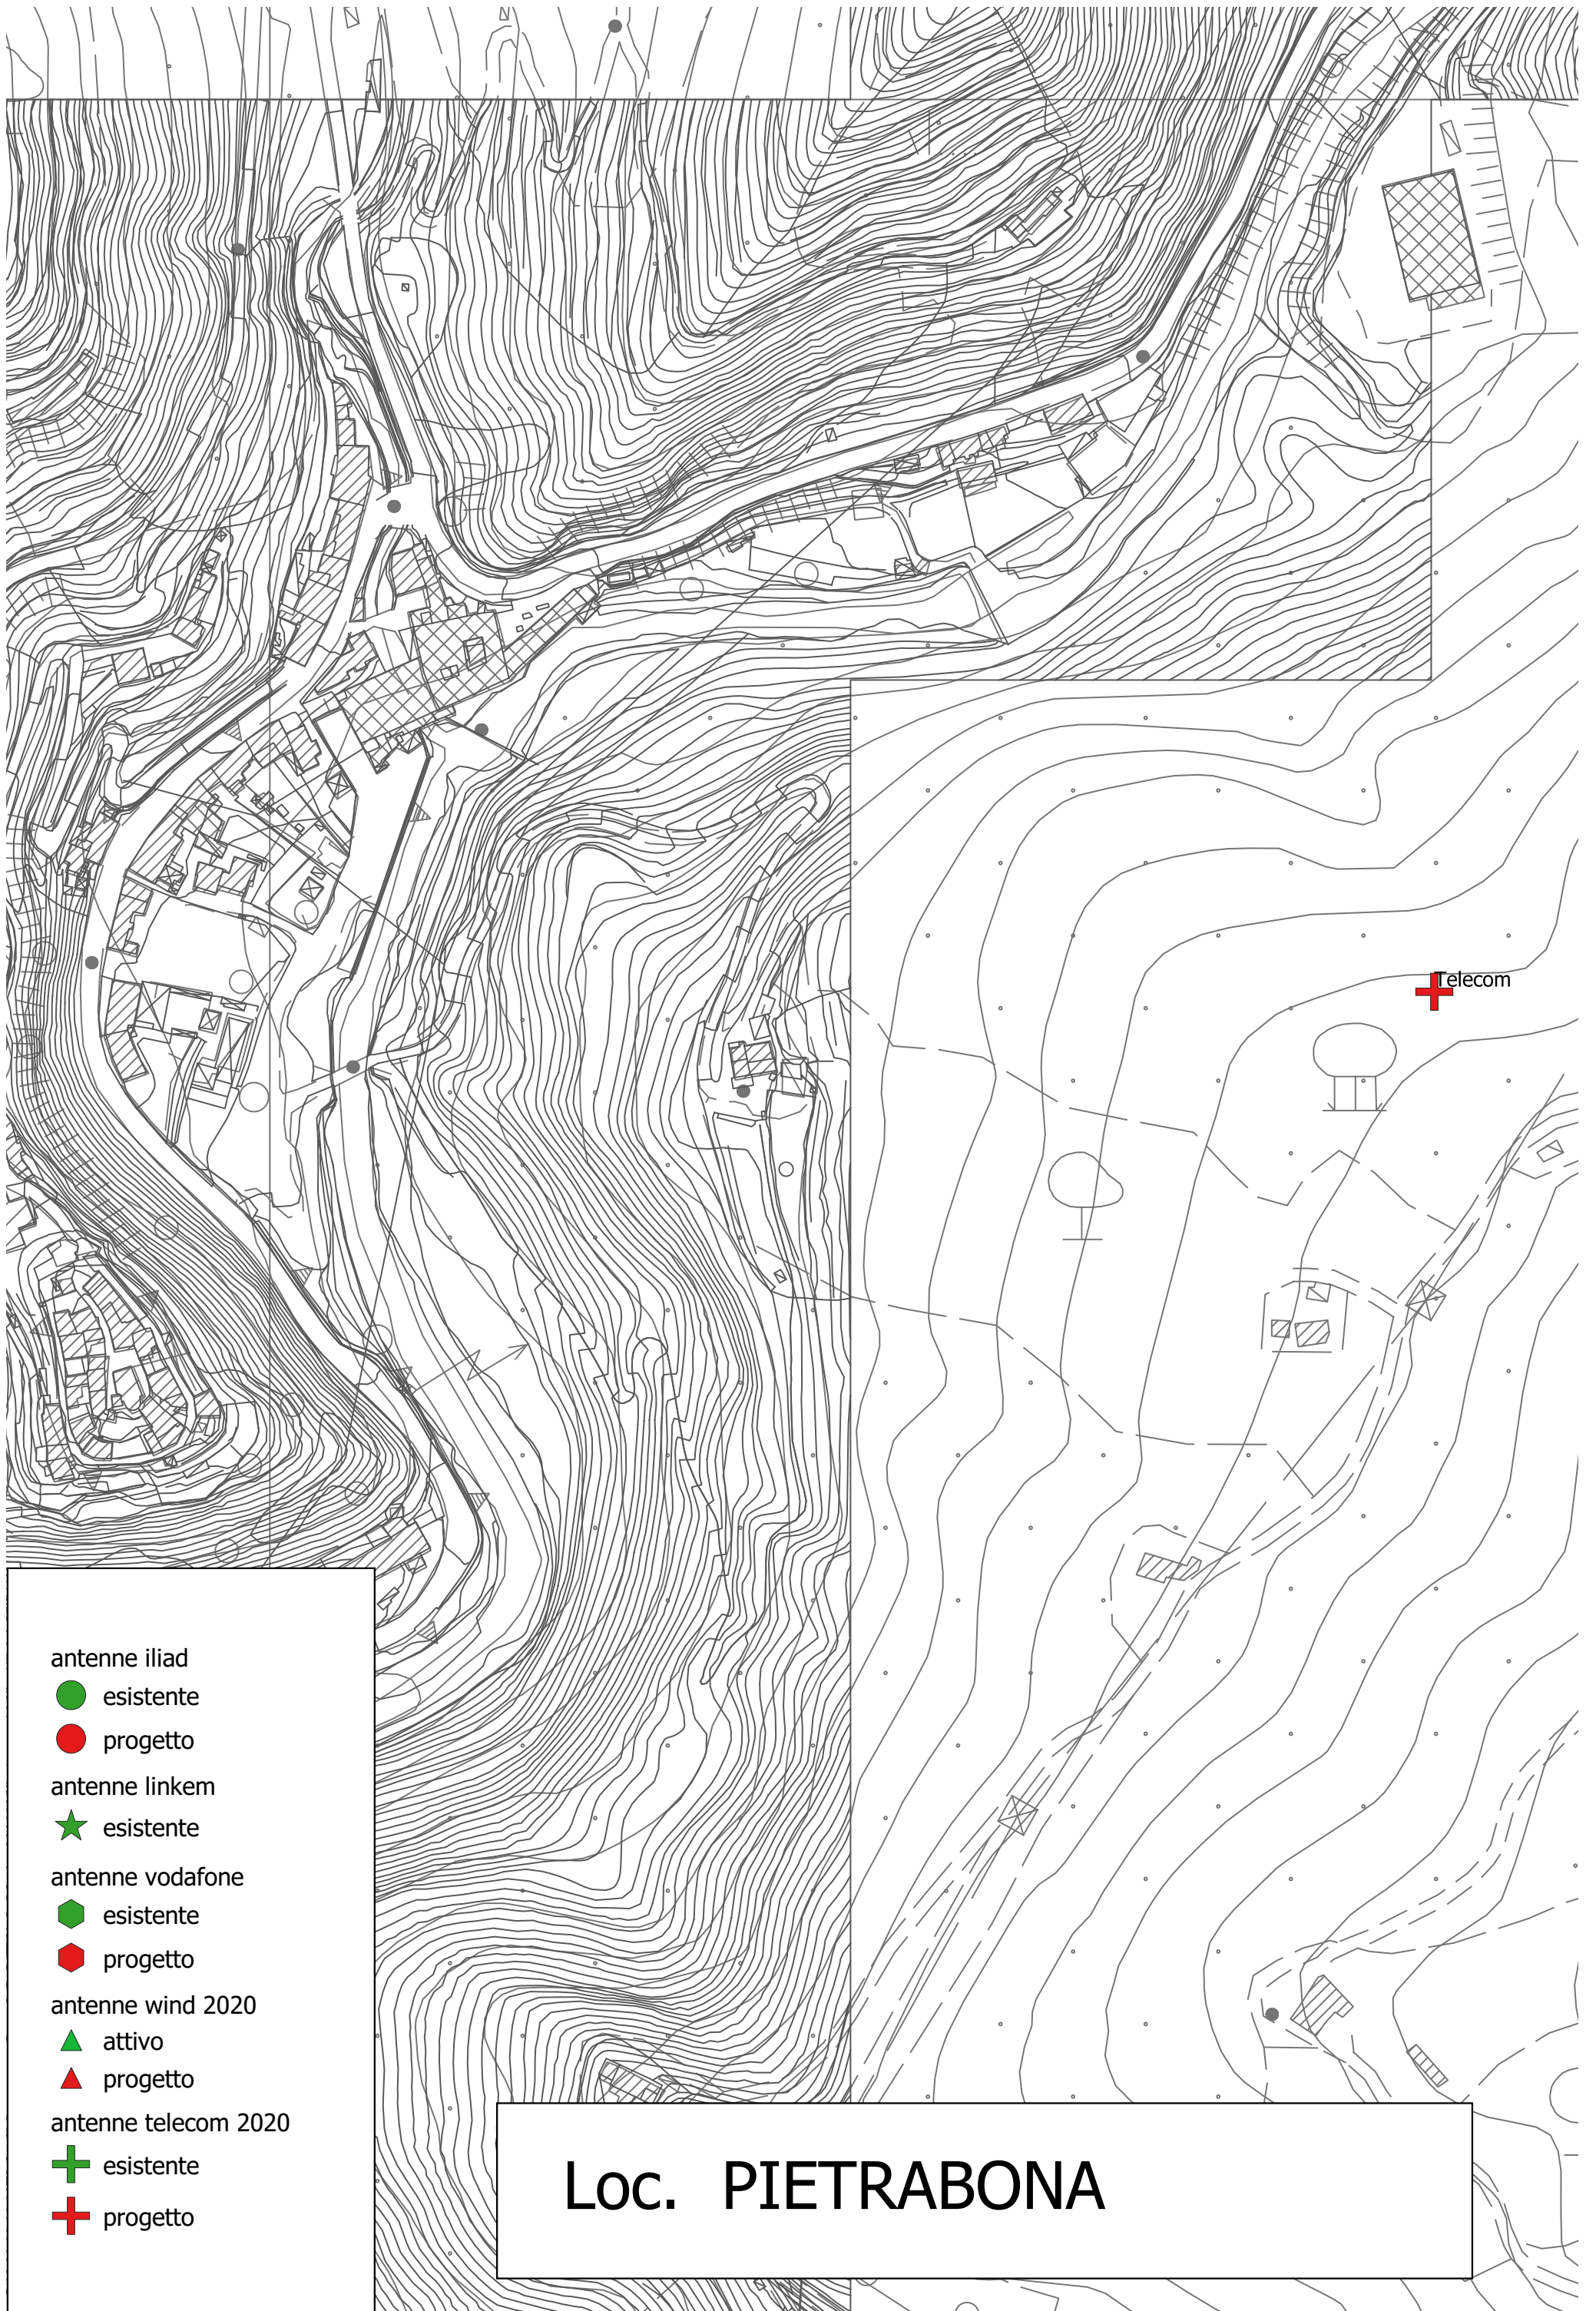 Telecom
antenne iliad
esistente
progetto
antenne linkem
esistente
antenne vodafone
esistente
progetto
antenne wind 2020
attivo
progetto
antenne telecom 2020
esistente
progetto
Loc. PIETRABONA